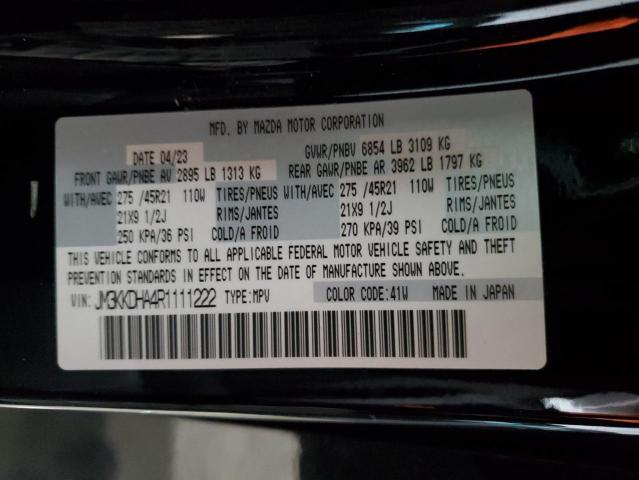 MFD. BY MAZDA MOTOR CORPORATION
DATE 04/23 GVWR/PNBV 6854 LB 3109 KG
FRONT GAWR/PNBE AV 2895 LB 1313 KG REAR GAWR/PNBE AR 3962 LB 1797 KG
WITH/AVEC 275 /45R21 110W TIRES/PNEUS WITH/AVEC 275 /45R21 110W TIRES/PNEUS
21X9 1/2J RIMS/JANTES 21X9 1/2J RIMS/JANTES
250 KPA/36 PSI COLD/A FROID 270 KPA/39 PSI COLD/A FROID
THIS VEHICLE CONFORMS TO ALL APPLICABLE FEDERAL MOTOR VEHICLE SAFETY AND THEFT
PREVENTION STANDARDS IN EFFECT ON THE DATE OF MANUFACTURE SHOWN ABOVE.
VIN: JM3KKDHA4R1111222 TYPE:MPV COLOR CODE:41W MADE IN JAPAN